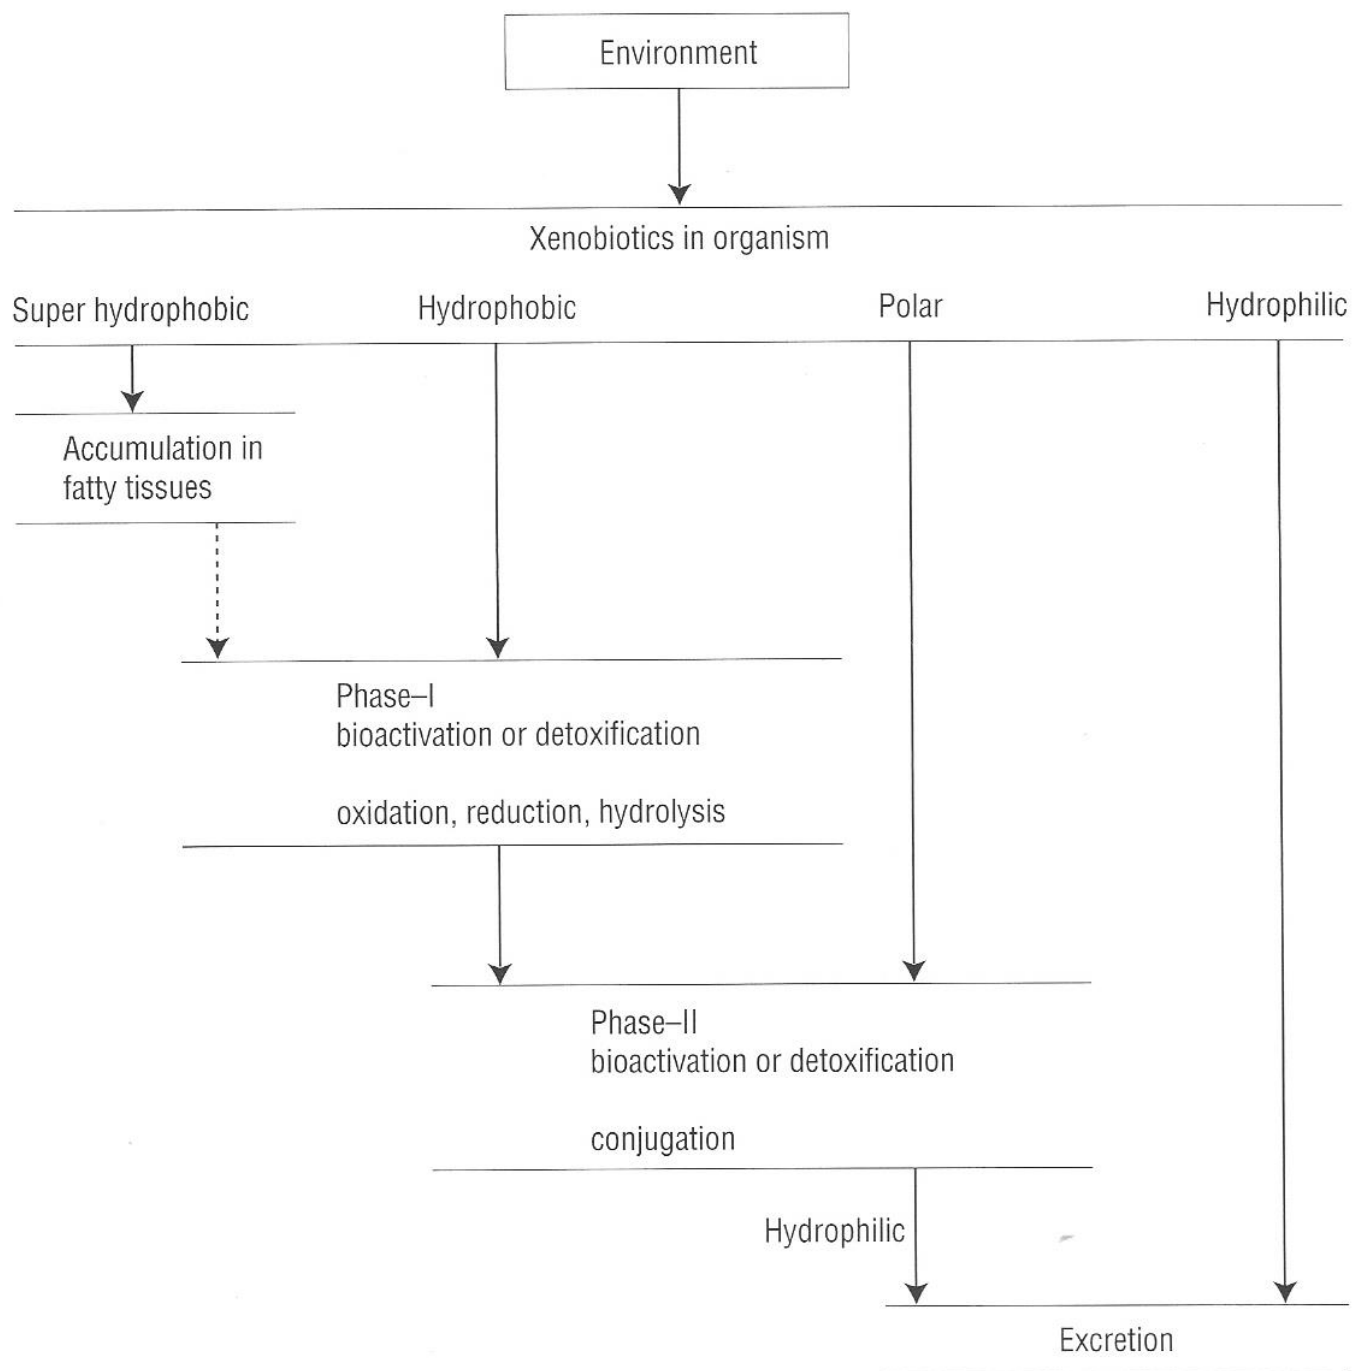 Environment
Xenobiotics in organism
Super hydrophobic
Hydrophobic
Polar
Hydrophilic
Accumulation in
fatty tissues
Phase–I
bioactivation or detoxification
oxidation, reduction, hydrolysis
Phase–II
bioactivation or detoxification
conjugation
Hydrophilic
Excretion